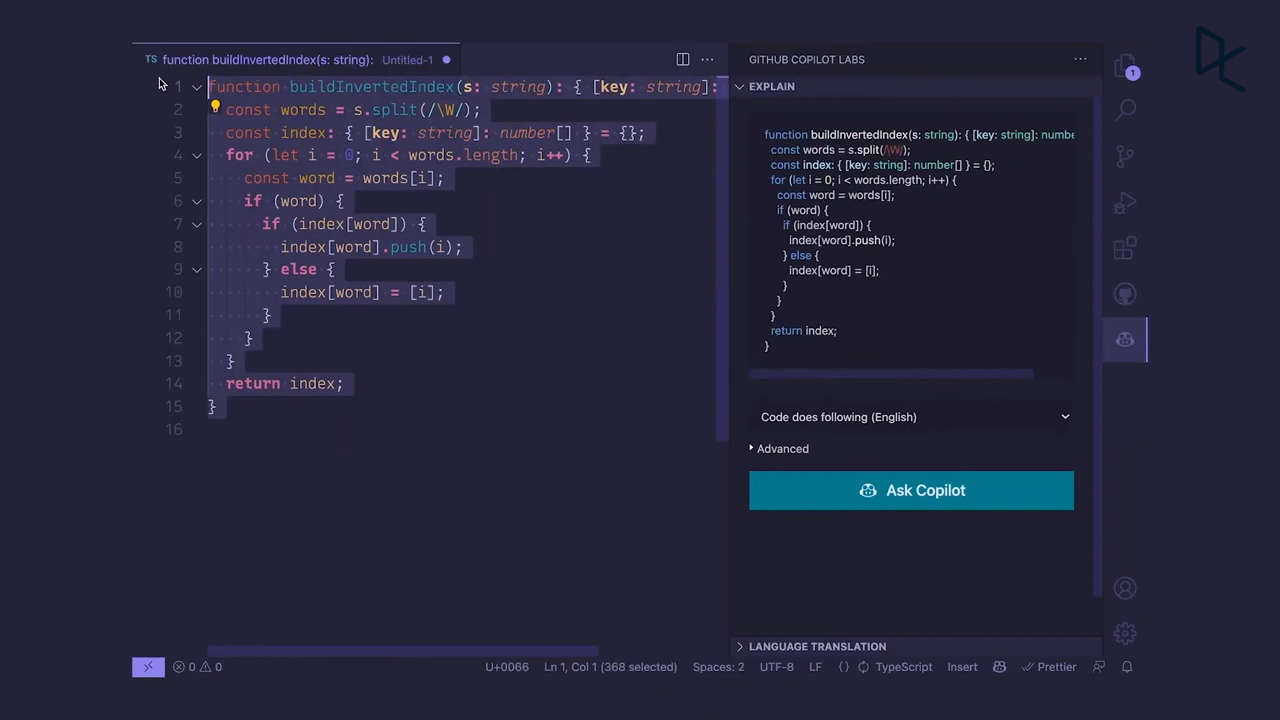 TS function buildInvertedIndex(s: string): Untitled-1
1 function buildInvertedIndex(s: string): { [key: string]:
2 const words = s.split(/\W/);
3 const index: { [key: string]: number[] } = {};
4 for (let i = 0; i < words.length; i++) {
5 const word = words[i];
6 if (word) {
7 if (index[word]) {
8 index[word].push(i);
9 } else {
10 index[word] = [i];
11 }
12 }
13 }
14 return index;
15 }
16
GITHUB COPILOT LABS
EXPLAIN
function buildInvertedIndex(s: string): { [key: string]: numbe
const words = s.split(/\W/);
const index: { [key: string]: number[] } = {};
for (let i = 0; i < words.length; i++) {
const word = words[i];
if (word) {
if (index[word]) {
index[word].push(i);
} else {
index[word] = [i];
}
}
}
return index;
}
Code does following (English)
Advanced
Ask Copilot
LANGUAGE TRANSLATION
1
0 0 U+0066 Ln 1, Col 1 (368 selected) Spaces: 2 UTF-8 LF {} TypeScript Insert Prettier